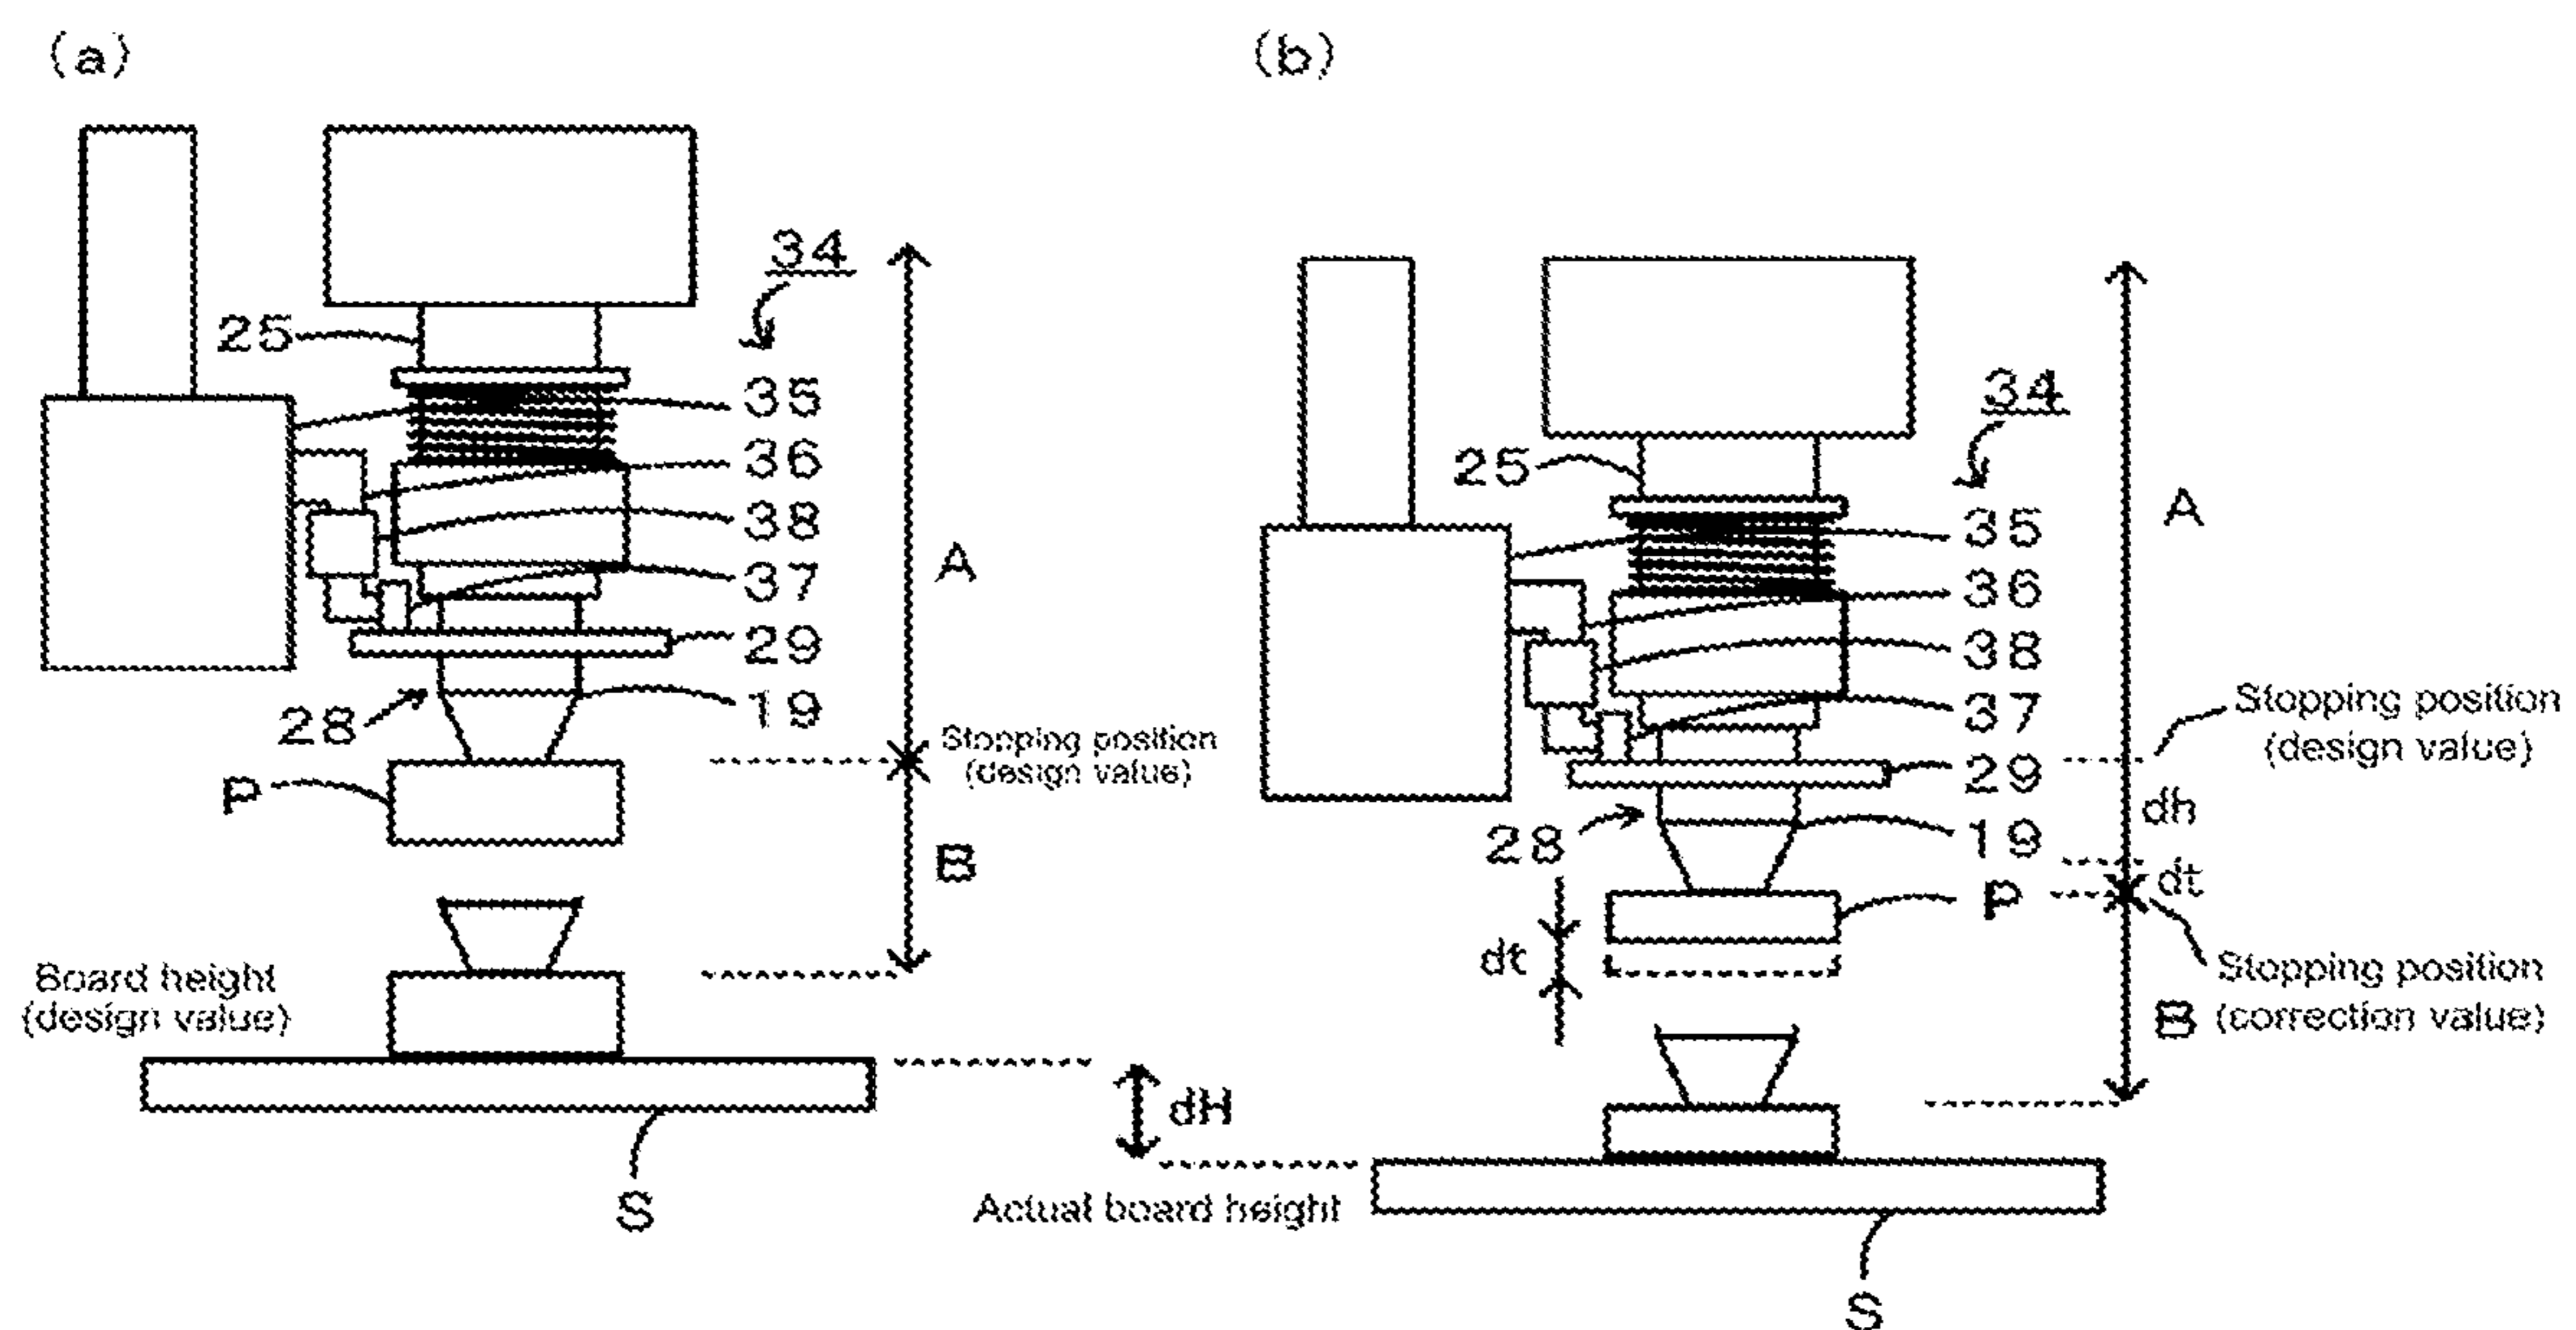 (a)
34
25
35
36
38
37
29
19
28
A
Stopping position
(design value)
P
B
Board height
(design value)
S
dH
(b)
34
25
A
35
36
38
37
29
19
28
Stopping position
(design value)
dh
dt
P
dt
Stopping position
(correction value)
B
Actual board height
S